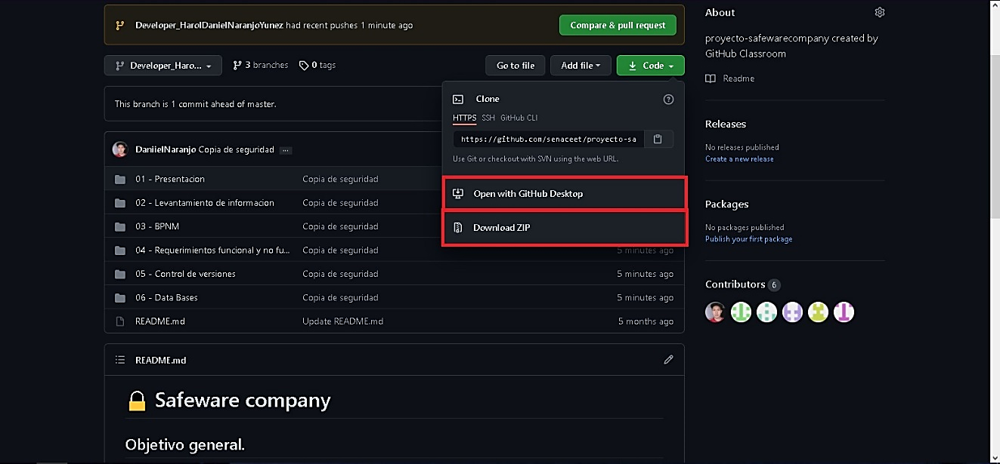 Developer_HarolDanielNaranjoYunez had recent pushes 1 minute ago
Compare & pull request
Developer_Haro...
3 branches
0 tags
Go to file
Add file
Code
This branch is 1 commit ahead of master.
Clone
HTTPS SSH GitHub CLI
https://github.com/senaceet/proyecto-sa
Use Git or checkout with SVN using the web URL.
Open with GitHub Desktop
Download ZIP
DaniielNaranjo Copia de seguridad ...
01 - Presentacion Copia de seguridad
02 - Levantamiento de informacion Copia de seguridad
03 - BPNM Copia de seguridad
04 - Requerimientos funcional y no fu... Copia de seguridad 5 minutes ago
05 - Control de versiones Copia de seguridad 5 minutes ago
06 - Data Bases Copia de seguridad 5 minutes ago
README.md Update README.md 5 months ago
README.md
Safeware company
Objetivo general.
About
proyecto-safewarecompany created by
GitHub Classroom
Readme
Releases
No releases published
Create a new release
Packages
No packages published
Publish your first package
Contributors 6